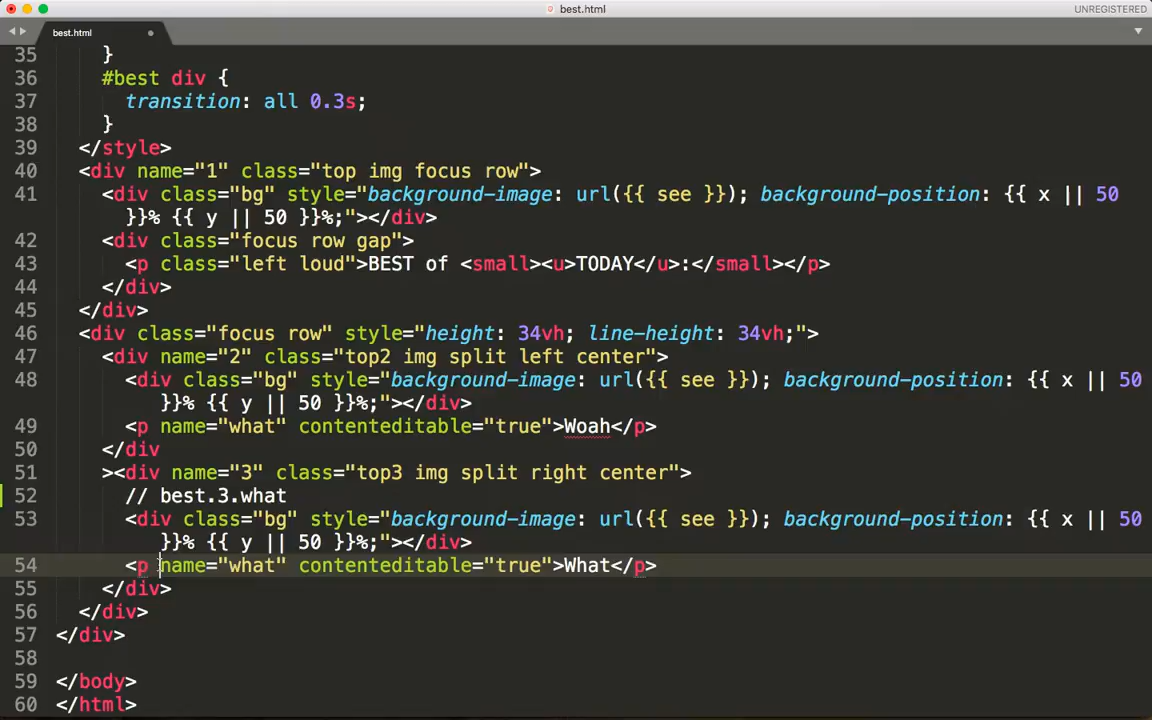 best.html
UNREGISTERED
best.html
35 }
36 #best div {
37 transition: all 0.3s;
38 }
39 </style>
40 <div name="1" class="top img focus row">
41 <div class="bg" style="background-image: url({{ see }}); background-position: {{ x || 50
}}% {{ y || 50 }}%;"></div>
42 <div class="focus row gap">
43 <p class="left loud">BEST of <small><u>TODAY</u>:</small></p>
44 </div>
45 </div>
46 <div class="focus row" style="height: 34vh; line-height: 34vh;">
47 <div name="2" class="top2 img split left center">
48 <div class="bg" style="background-image: url({{ see }}); background-position: {{ x || 50
}}% {{ y || 50 }}%;"></div>
49 <p name="what" contenteditable="true">Woah</p>
50 </div
51 ><div name="3" class="top3 img split right center">
52 // best.3.what
53 <div class="bg" style="background-image: url({{ see }}); background-position: {{ x || 50
}}% {{ y || 50 }}%;"></div>
54 <p name="what" contenteditable="true">What</p>
55 </div>
56 </div>
57 </div>
58
59 </body>
60 </html>